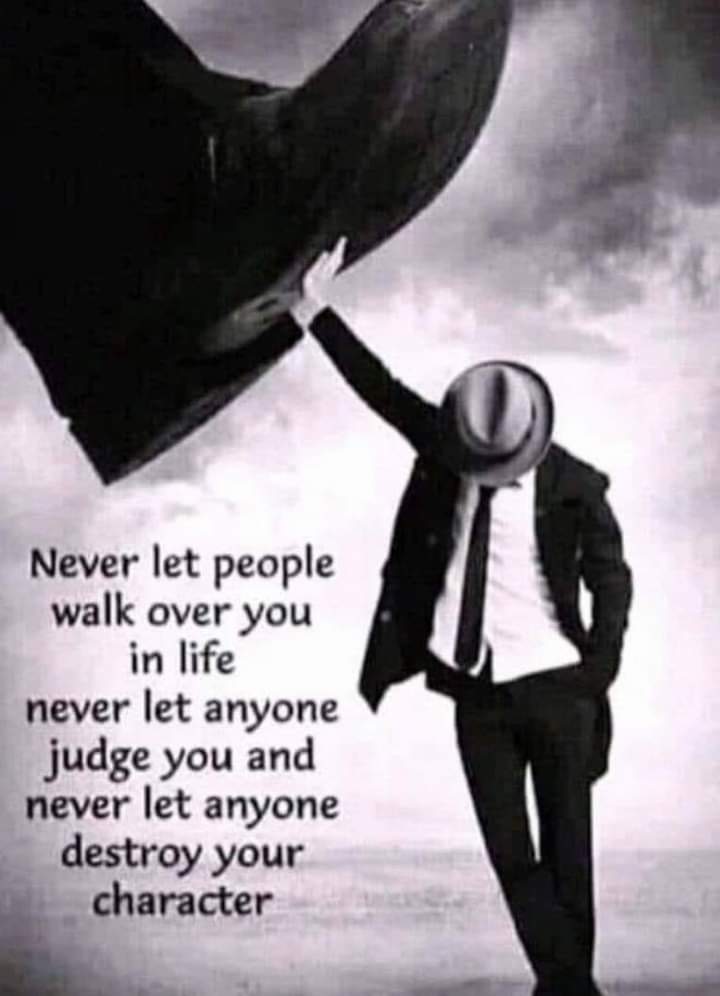 Never let people
walk over you
in life
never let anyone
judge you and
never let anyone
destroy your
character